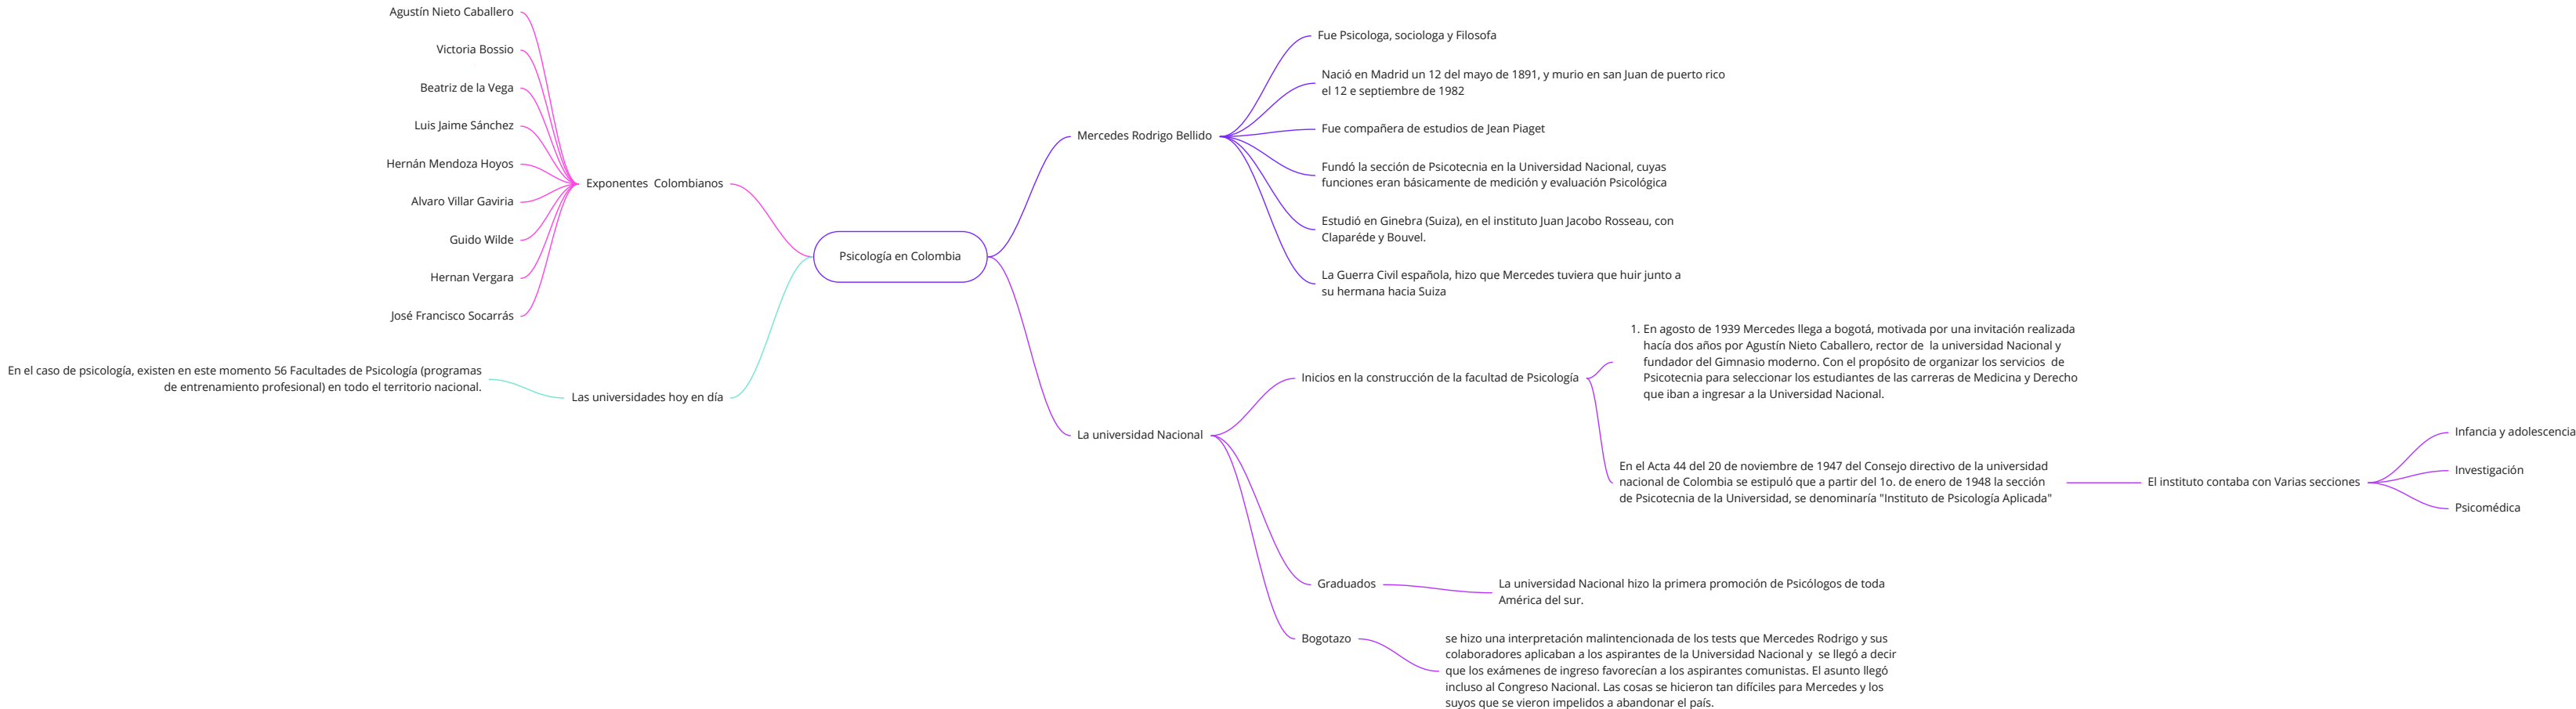 Psicología en Colombia
Exponentes  Colombianos
Agustín Nieto Caballero
Victoria Bossio
Beatriz de la Vega
Luis Jaime Sánchez
Hernán Mendoza Hoyos
Alvaro Villar Gaviria
Guido Wilde
Hernan Vergara
José Francisco Socarrás
Las universidades hoy en día
En el caso de psicología, existen en este momento 56 Facultades de Psicología (programas
de entrenamiento profesional) en todo el territorio nacional.
Mercedes Rodrigo Bellido
Fue Psicologa, sociologa y Filosofa
Nació en Madrid un 12 del mayo de 1891, y murio en san Juan de puerto rico
el 12 e septiembre de 1982
Fue compañera de estudios de Jean Piaget
Fundó la sección de Psicotecnia en la Universidad Nacional, cuyas
funciones eran básicamente de medición y evaluación Psicológica
Estudió en Ginebra (Suiza), en el instituto Juan Jacobo Rosseau, con
Claparéde y Bouvel.
La Guerra Civil española, hizo que Mercedes tuviera que huir junto a
su hermana hacia Suiza
La universidad Nacional
Inicios en la construcción de la facultad de Psicología
1. En agosto de 1939 Mercedes llega a bogotá, motivada por una invitación realizada
hacía dos años por Agustín Nieto Caballero, rector de  la universidad Nacional y
fundador del Gimnasio moderno. Con el propósito de organizar los servicios  de
Psicotecnia para seleccionar los estudiantes de las carreras de Medicina y Derecho
que iban a ingresar a la Universidad Nacional.
En el Acta 44 del 20 de noviembre de 1947 del Consejo directivo de la universidad
nacional de Colombia se estipuló que a partir del 1o. de enero de 1948 la sección
de Psicotecnia de la Universidad, se denominaría "Instituto de Psicología Aplicada"
El instituto contaba con Varias secciones
Infancia y adolescencia
Investigación
Psicomédica
Graduados
La universidad Nacional hizo la primera promoción de Psicólogos de toda
América del sur.
Bogotazo
se hizo una interpretación malintencionada de los tests que Mercedes Rodrigo y sus
colaboradores aplicaban a los aspirantes de la Universidad Nacional y  se llegó a decir
que los exámenes de ingreso favorecían a los aspirantes comunistas. El asunto llegó
incluso al Congreso Nacional. Las cosas se hicieron tan difíciles para Mercedes y los
suyos que se vieron impelidos a abandonar el país.